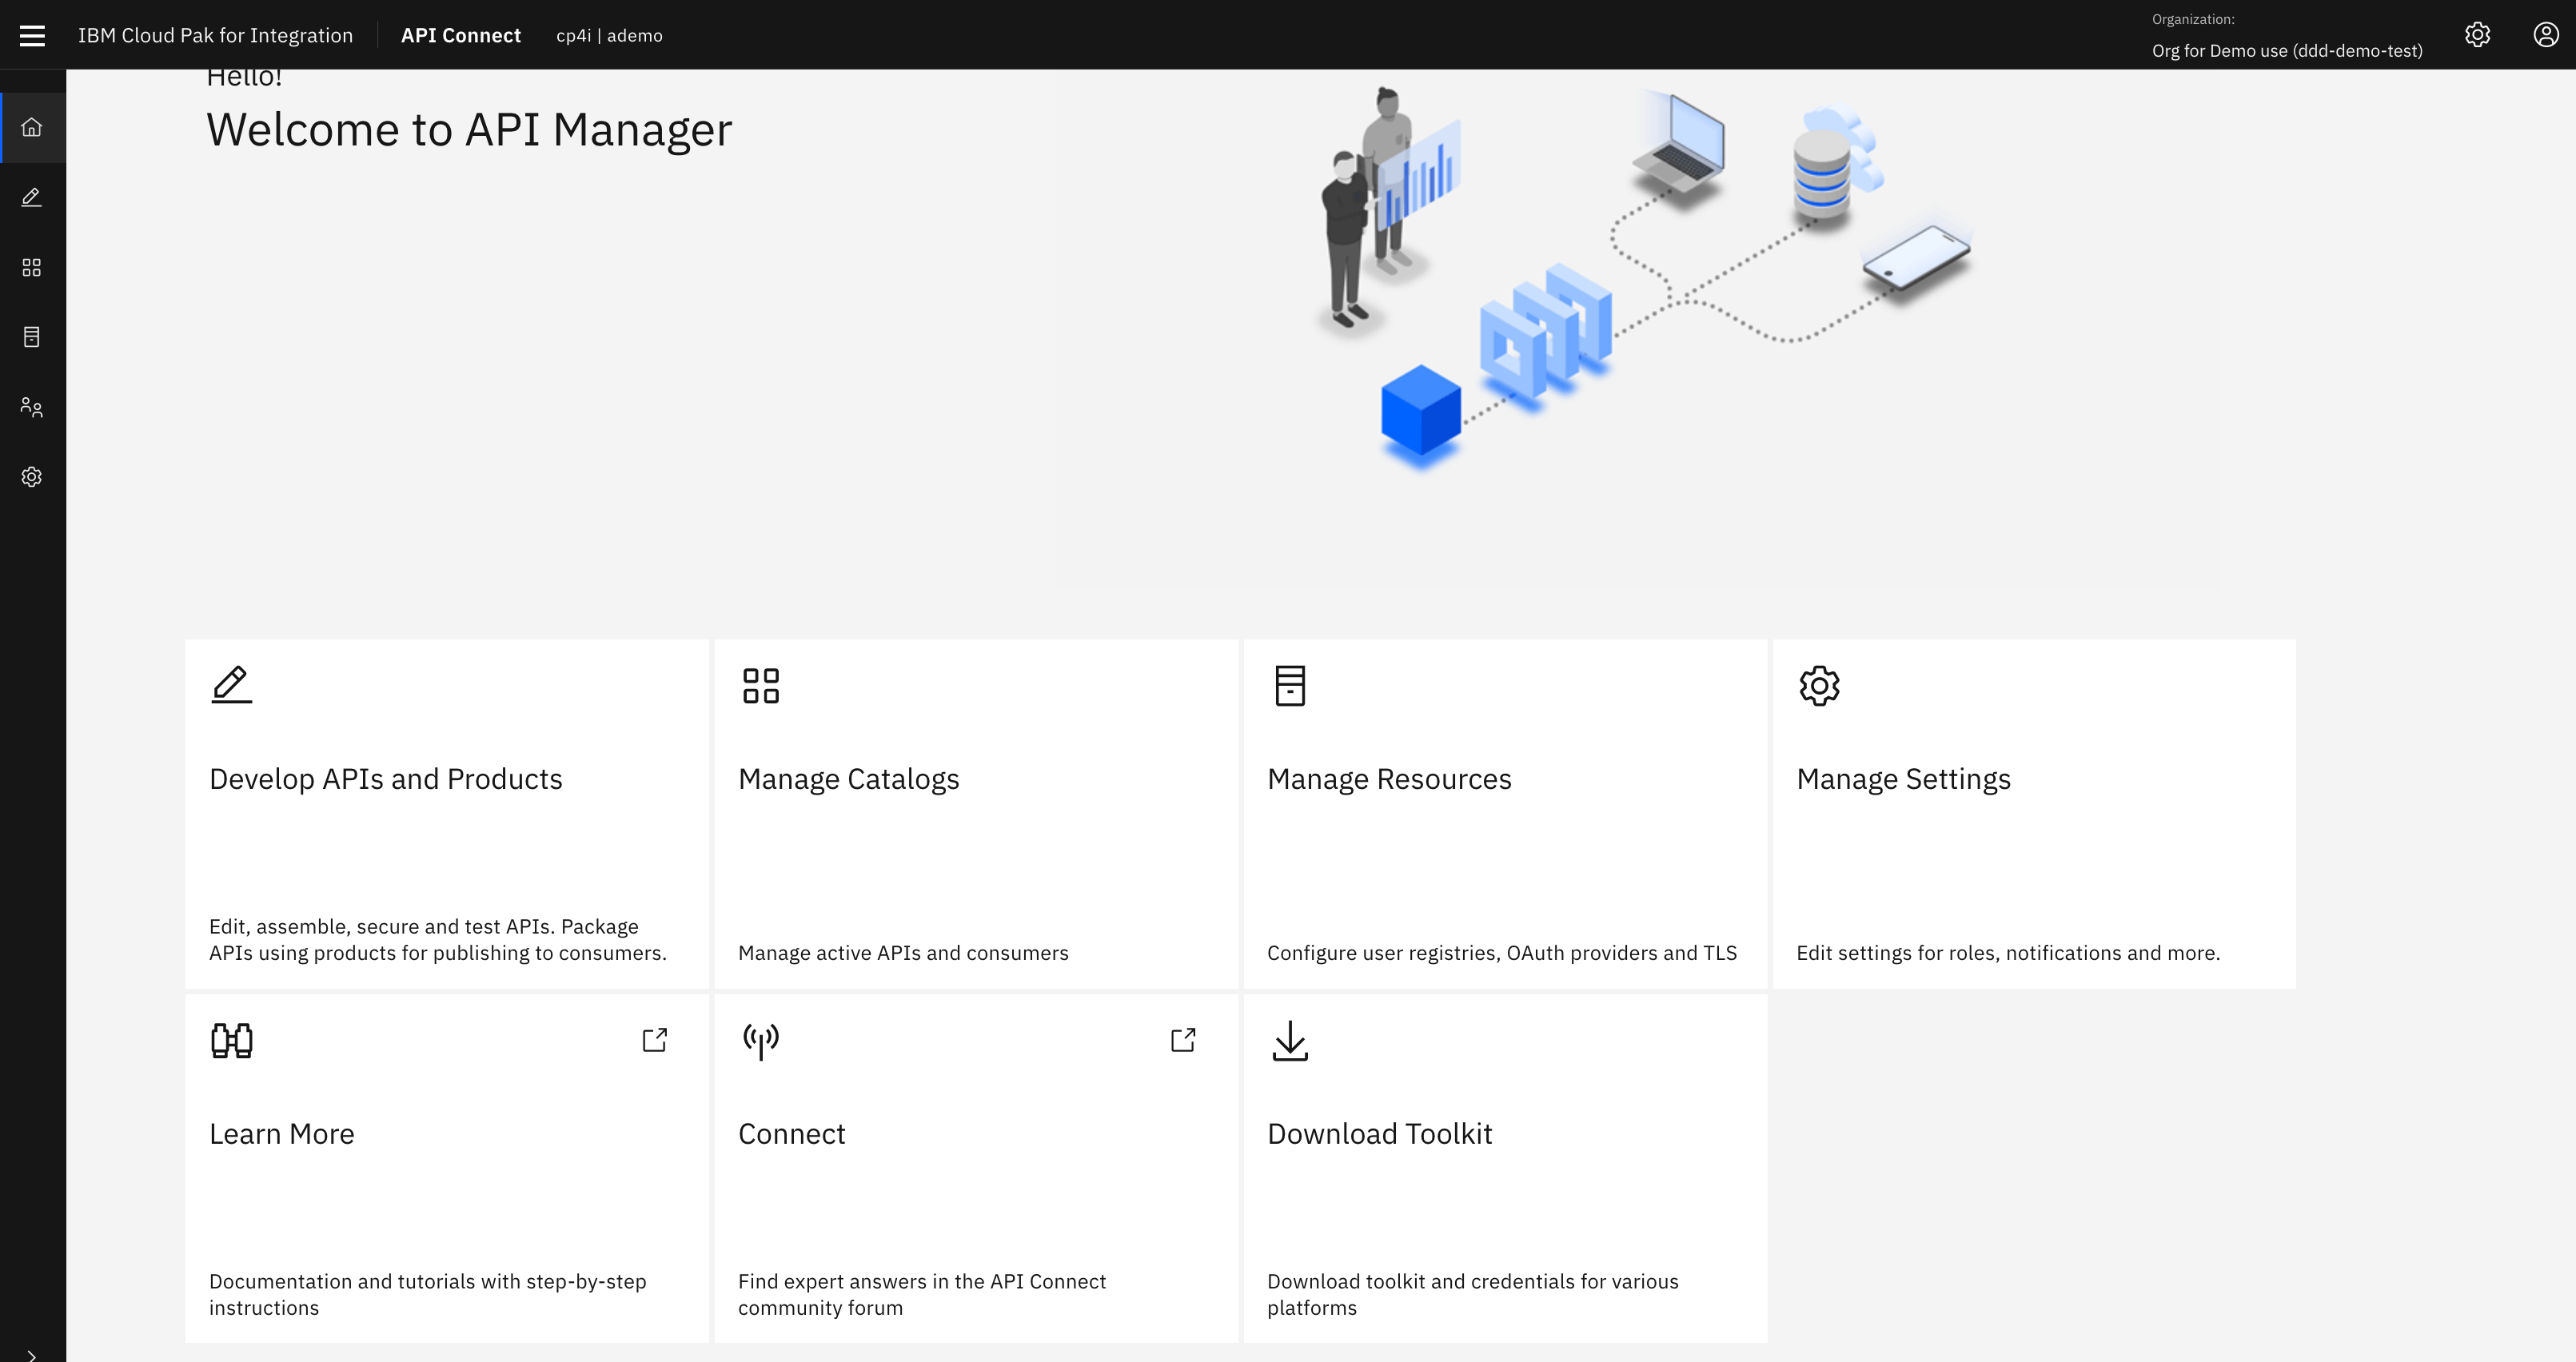 IBM Cloud Pak for Integration
API Connect
cp4i | ademo
Organization:
Org for Demo use (ddd-demo-test)
Hello!
Welcome to API Manager
Develop APIs and Products
Edit, assemble, secure and test APIs. Package
APIs using products for publishing to consumers.
Manage Catalogs
Manage active APIs and consumers
Manage Resources
Configure user registries, OAuth providers and TLS
Manage Settings
Edit settings for roles, notifications and more.
Learn More
Documentation and tutorials with step-by-step
instructions
Connect
Find expert answers in the API Connect
community forum
Download Toolkit
Download toolkit and credentials for various
platforms